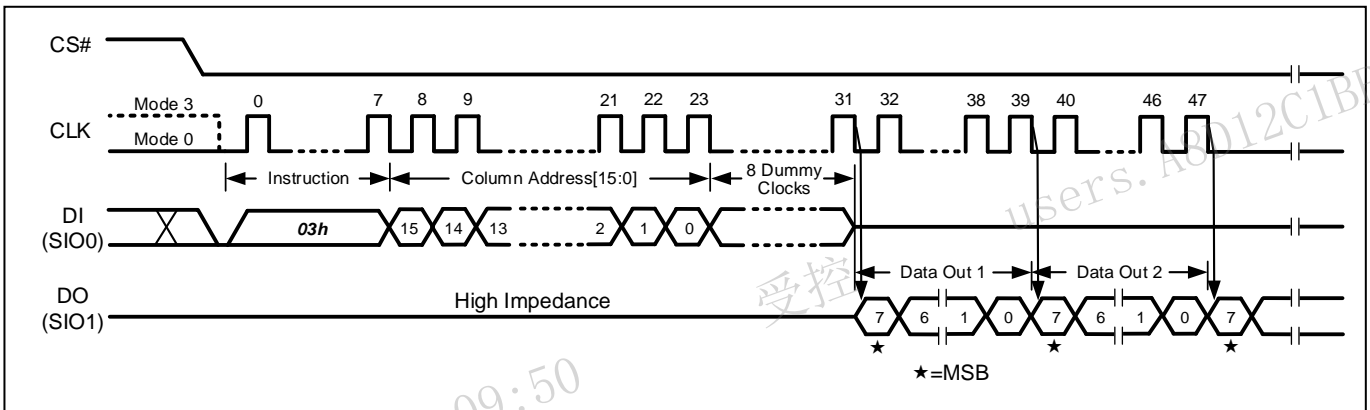 CS#
Mode 3 0 7 8 9 21 22 23 31 32 38 39 40 46 47
CLK
Mode 0
users. A8D12C1BF
Instruction Column Address[15:0] 8 Dummy
Clocks
DI
(SIO0)
03h 15 14 13 2 1 0
受控
Data Out 1 Data Out 2
DO
(SIO1)
High Impedance
7 6 1 0 7 6 1 0 7
★ ★ ★
★=MSB
09:50